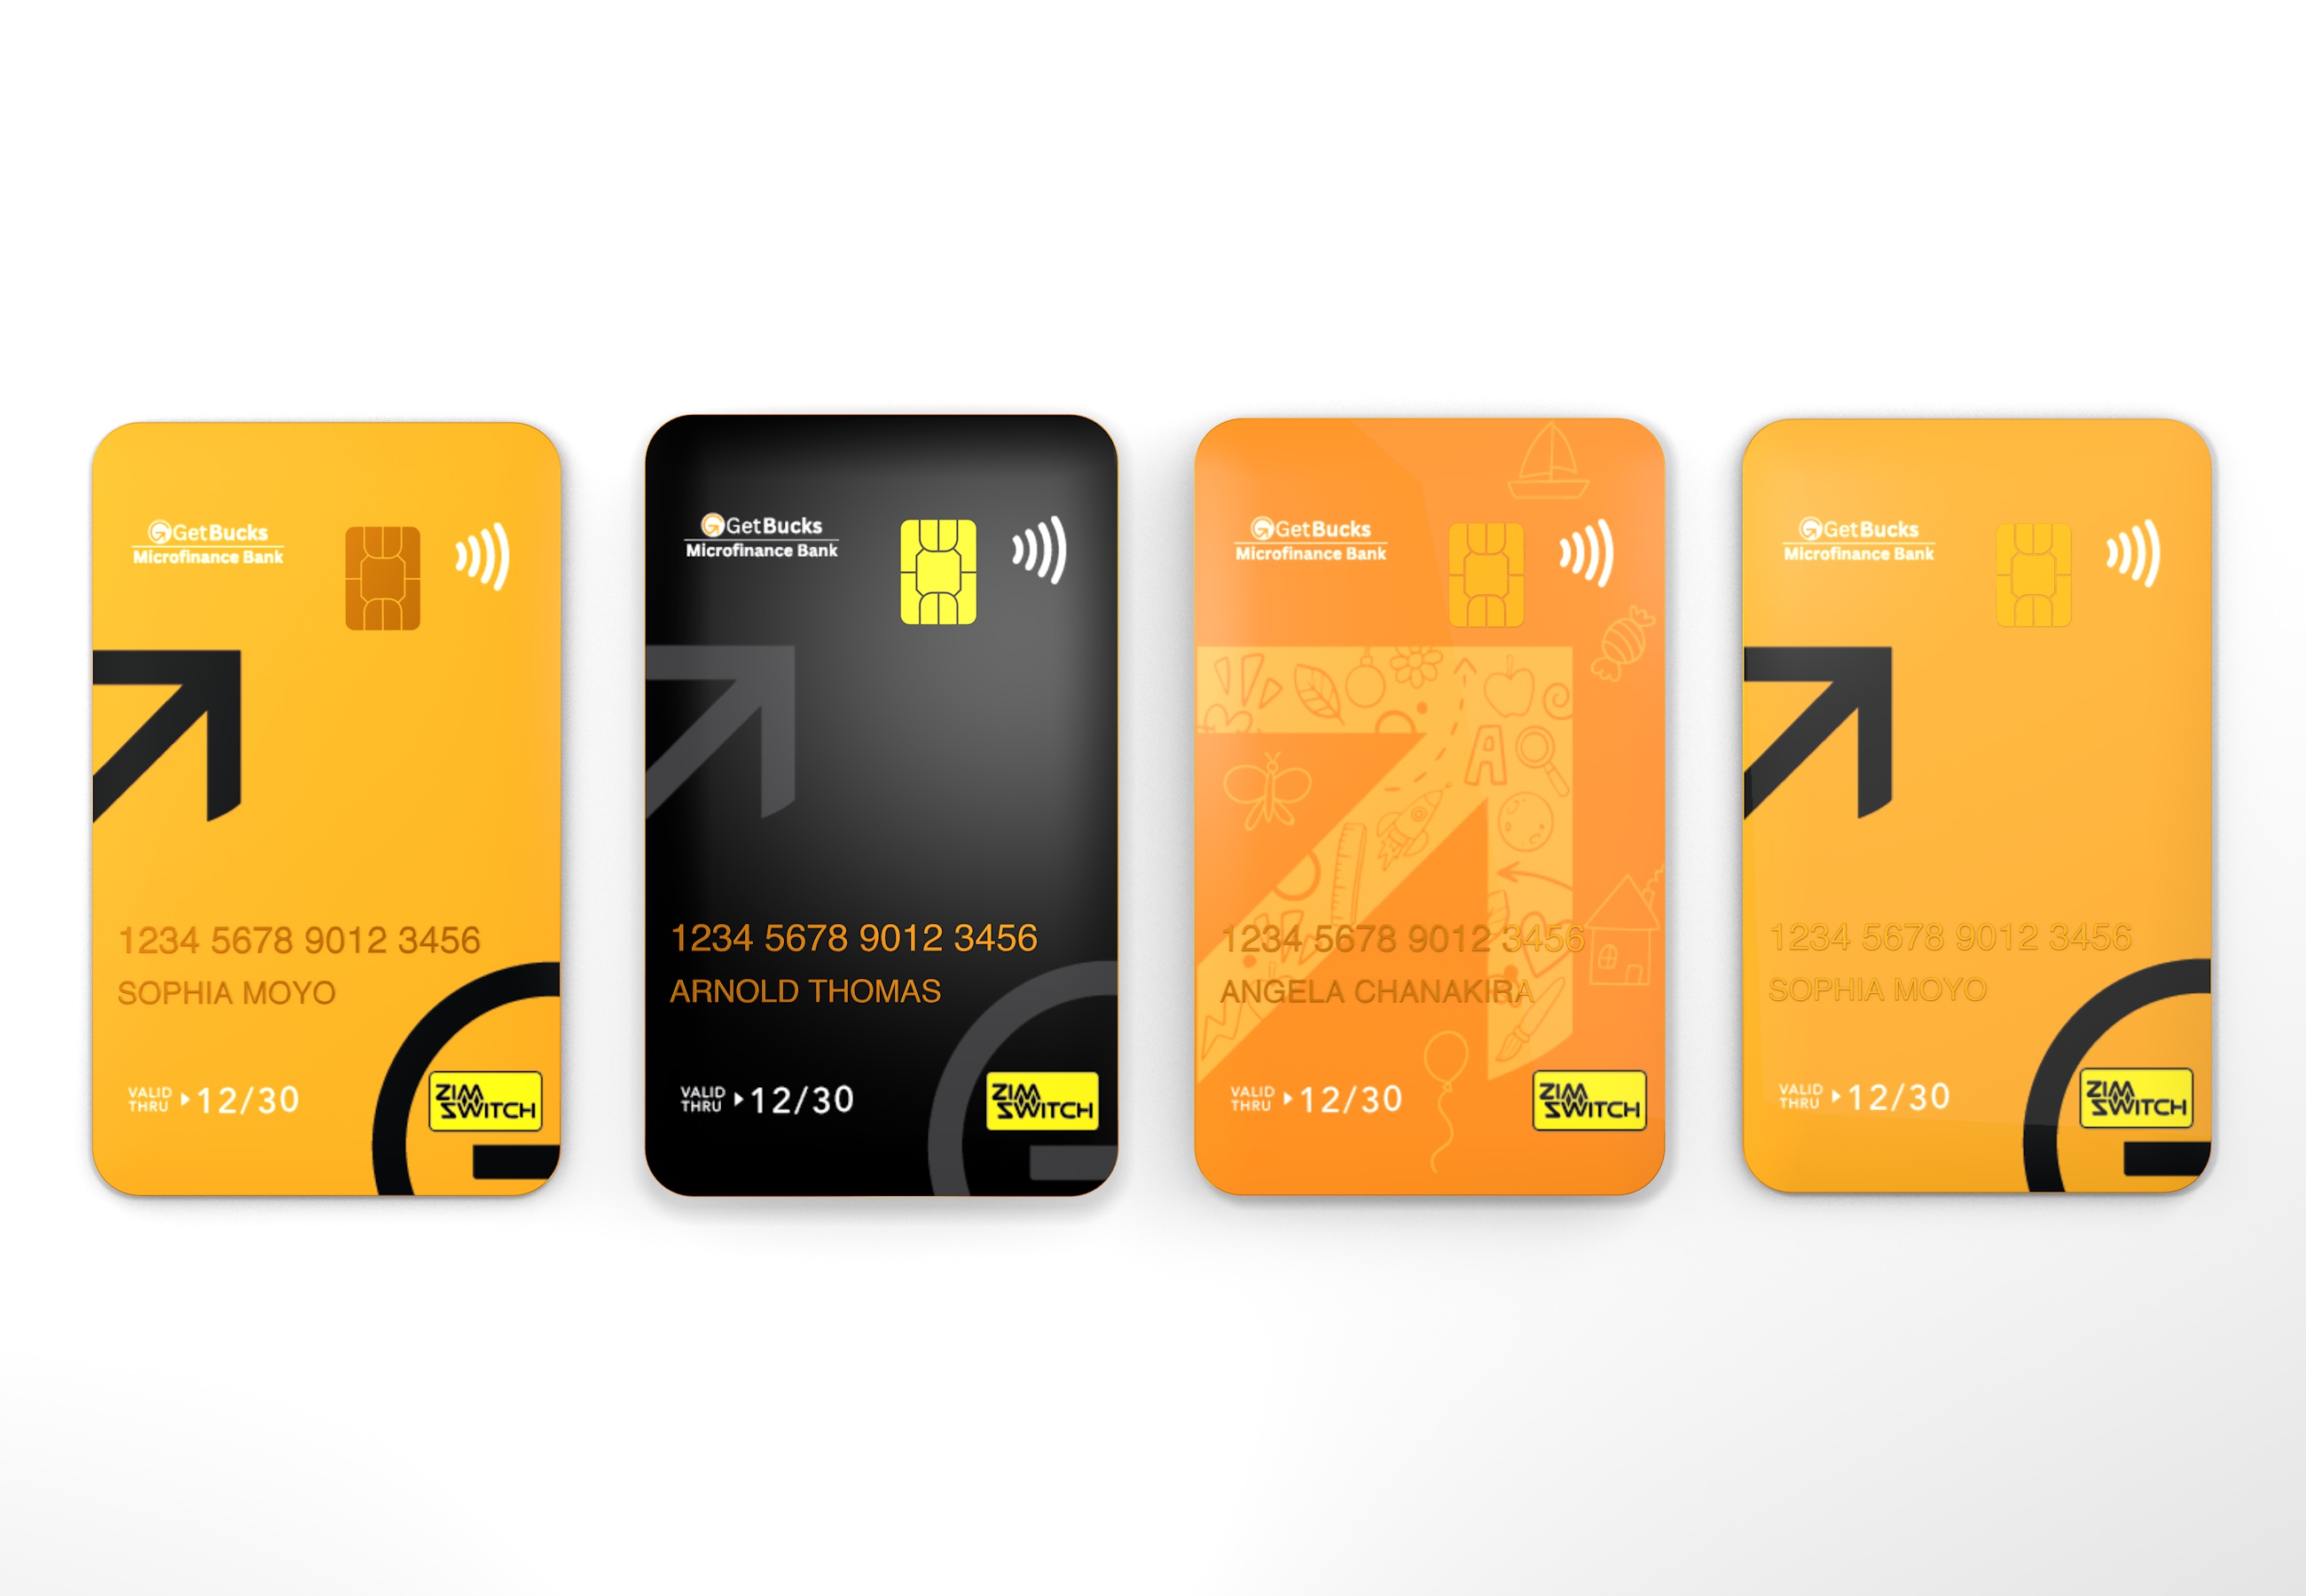 GetBucks
Microfinance Bank
1234 5678 9012 3456
SOPHIA MOYO
VALID THRU 12/30
ZIM SWITCH
GetBucks
Microfinance Bank
1234 5678 9012 3456
ARNOLD THOMAS
VALID THRU 12/30
ZIM SWITCH
GetBucks
Microfinance Bank
A
1234 5678 9012 3456
ANGELA CHANAKIRA
VALID THRU 12/30
ZIM SWITCH
GetBucks
Microfinance Bank
1234 5678 9012 3456
SOPHIA MOYO
VALID THRU 12/30
ZIM SWITCH